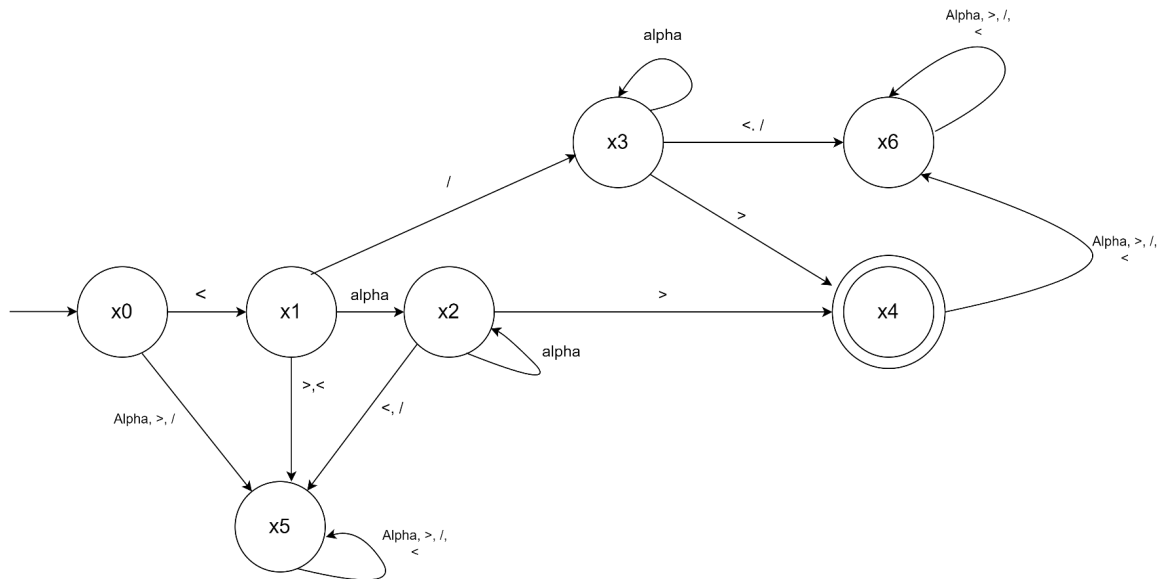 Alpha, >, /,
<
alpha
x3
<. /
x6
/
>
Alpha, >, /,
<
x0
<
x1
alpha
x2
>
x4
alpha
>,<
<, /
Alpha, >, /
x5
Alpha, >, /,
<